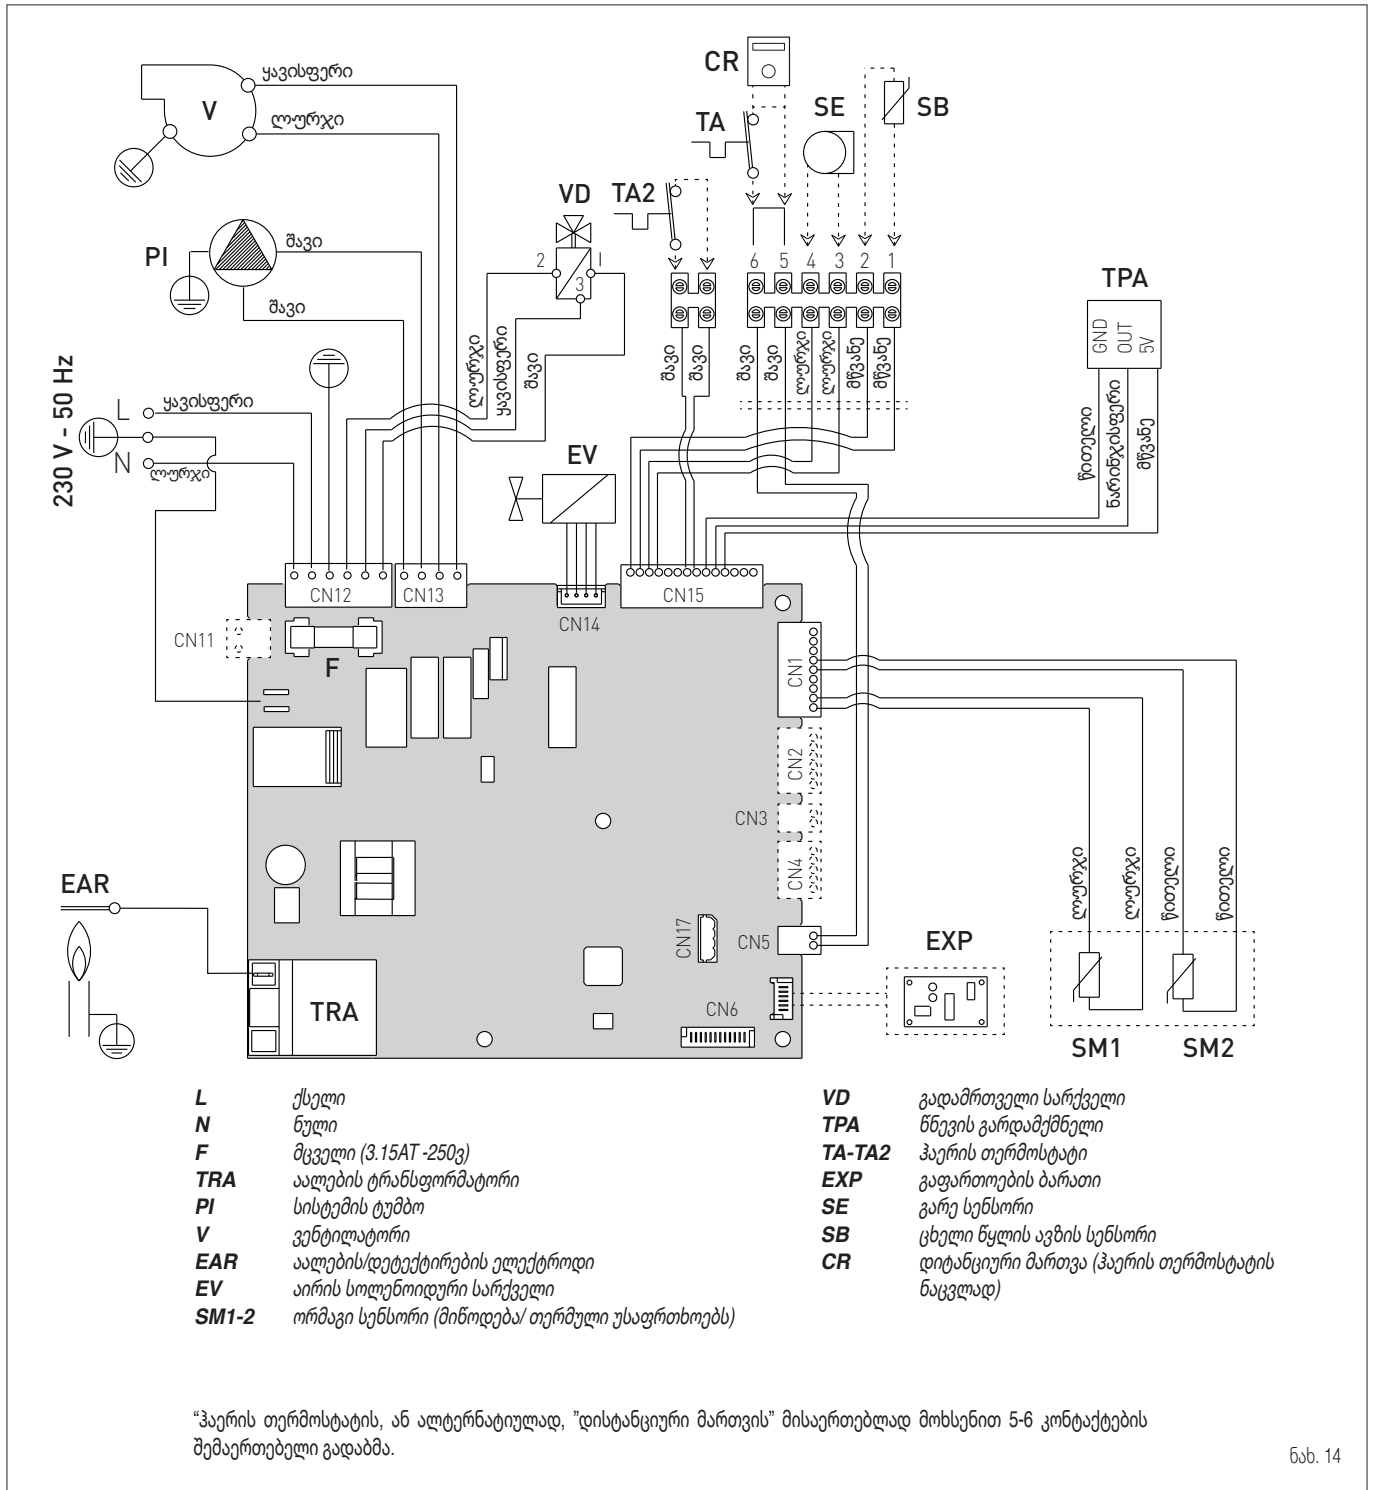 ყავისფერი
ლურჯი
V
CR
TA
SE
SB
VD
TA2
PI
შავი
შავი
2
1
3
6
5
4
3
2
1
TPA
GND
OUT
5V
ლურჯი
ყავისფერი
შავი
შავი
შავი
შავი
შავი
ლურჯი
ლურჯი
მწვანე
მწვანე
წითელი
ნარინჯისფერი
მწვანე
230 V - 50 Hz
L
ყავისფერი
N
ლურჯი
EV
CN12
CN13
CN14
CN15
CN11
F
CN1
CN2
CN3
CN4
CN5
CN17
CN6
EAR
TRA
EXP
ლურჯი
ლურჯი
წითელი
წითელი
SM1
SM2
L ქსელი
N ნული
F მცველი (3.15AT -250ვ)
TRA აალების ტრანსფორმატორი
PI სისტემის ტუმბო
V ვენტილატორი
EAR აალების/დეტექტირების ელექტროდი
EV აირის სოლენოიდური სარქველი
SM1-2 ორმაგი სენსორი (მიწოდება/ თერმული უსაფრთხოებს)
VD გადამრთველი სარქველი
TPA წნევის გარდამქმნელი
TA-TA2 ჰაერის თერმოსტატი
EXP გაფართოების ბარათი
SE გარე სენსორი
SB ცხელი წყლის ავზის სენსორი
CR დიტანციური მართვა (ჰაერის თერმოსტატის
ნაცვლად)
“ჰაერის თერმოსტატის, ან ალტერნატიულად, ”დისტანციური მართვის” მისაერთებლად მოხსენით 5-6 კონტაქტების
შემაერთებელი გადაბმა.
ნახ. 14